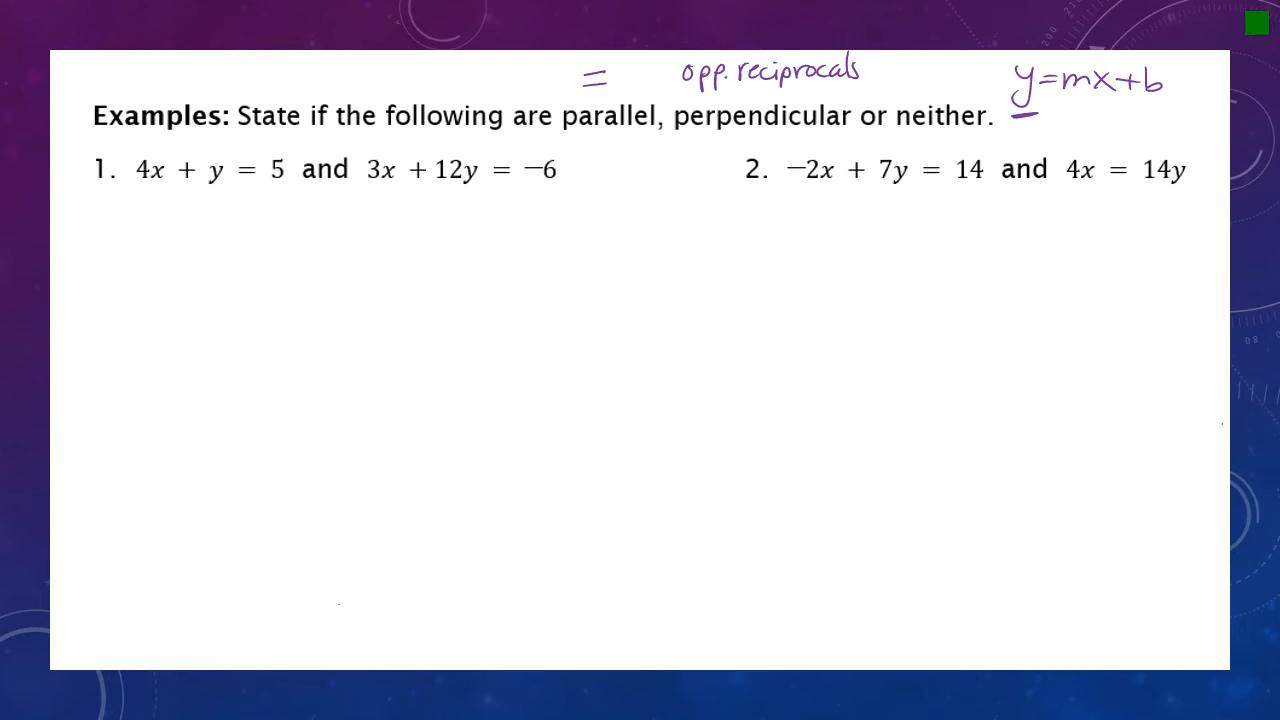 = opp. reciprocals y=mx+b
Examples: State if the following are parallel, perpendicular or neither.
1. 4x + y = 5 and 3x + 12y = −6 2. −2x + 7y = 14 and 4x = 14y